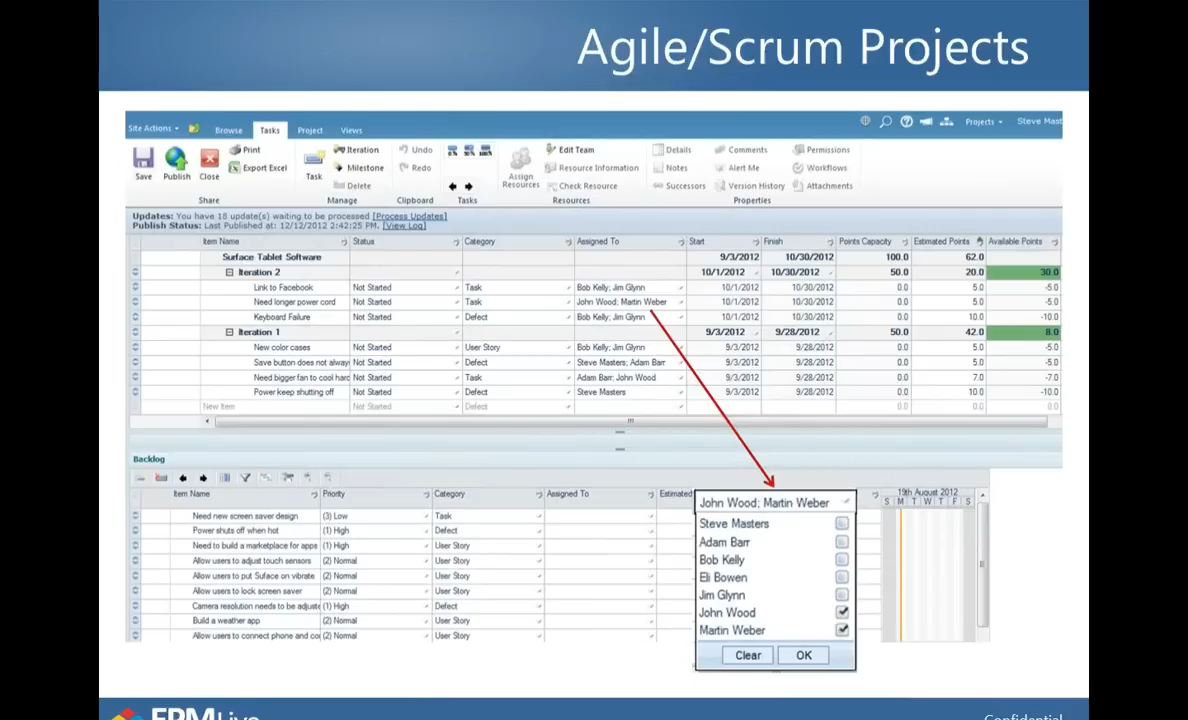 Agile/Scrum Projects
Site Actions Browse Tasks Project Views Projects Steve Mast
Print Iteration Undo Edit Team Details Comments Permissions
Export Excel Milestone Redo Resource Information Notes Alert Me Workflows
Save Publish Close Task Delete Assign Resources Check Resource Successors Version History Attachments
Share Manage Clipboard Tasks Resources Properties
Updates: You have 18 update(s) waiting to be processed [Process Updates]
Publish Status: Last Published at: 12/12/2012 2:42:25 PM. [View Log]
Item Name Status Category Assigned To Start Finish Points Capacity Estimated Points Available Points
Surface Tablet Software 9/3/2012 10/30/2012 100.0 62.0
Iteration 2 10/1/2012 10/30/2012 50.0 20.0 30.0
Link to Facebook Not Started Task Bob Kelly; Jim Glynn 10/1/2012 10/30/2012 0.0 5.0 -5.0
Need longer power cord Not Started Task John Wood; Martin Weber 10/1/2012 10/30/2012 0.0 5.0 -5.0
Keyboard Failure Not Started Defect Bob Kelly; Jim Glynn 10/1/2012 10/30/2012 0.0 10.0 -10.0
Iteration 1 9/3/2012 9/28/2012 50.0 42.0 8.0
New color cases Not Started User Story Bob Kelly; Jim Glynn 9/3/2012 9/28/2012 0.0 5.0 -5.0
Save button does not alway Not Started Defect Steve Masters; Adam Barr 9/3/2012 9/28/2012 0.0 5.0 -5.0
Need bigger fan to cool hard Not Started Task Adam Barr; John Wood 9/3/2012 9/28/2012 0.0 7.0 -7.0
Power keep shutting off Not Started Defect Steve Masters 9/3/2012 9/28/2012 0.0 10.0 -10.0
New Item Not Started Defect 0.0 0.0 0.0
Backlog
Item Name Priority Category Assigned To Estimated 19th August 2012
S M T W T F S
Need new screen saver design (3) Low Task
Power shuts off when hot (1) High Defect
Need to build a marketplace for apps (1) High User Story
Allow users to adjust touch sensors (2) Normal User Story
Allow users to put Suface on vibrate (2) Normal User Story
Allow users to lock screen saver (2) Normal User Story
Camera resolution needs to be adjuste (1) High Defect
Build a weather app (2) Normal User Story
Allow users to connect phone and co (2) Normal User Story
John Wood; Martin Weber
Steve Masters
Adam Barr
Bob Kelly
Eli Bowen
Jim Glynn
John Wood
Martin Weber
Clear OK
EPMLive Confidential